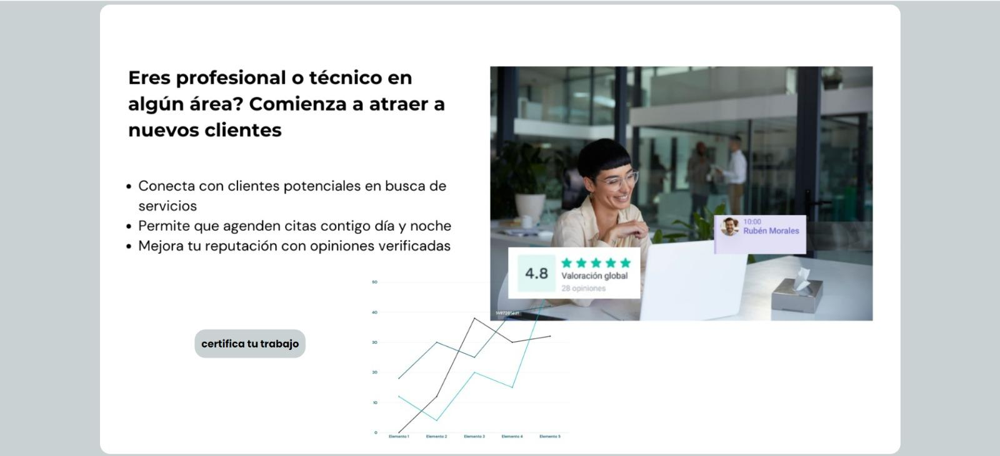 Eres profesional o técnico en
algún área? Comienza a atraer a
nuevos clientes
• Conecta con clientes potenciales en busca de
servicios
• Permite que agenden citas contigo día y noche
• Mejora tu reputación con opiniones verificadas
certifica tu trabajo
10:00
Rubén Morales
4.8
Valoración global
28 opiniones
50
40
30
20
10
0
Elemento 1 Elemento 2 Elemento 3 Elemento 4 Elemento 5